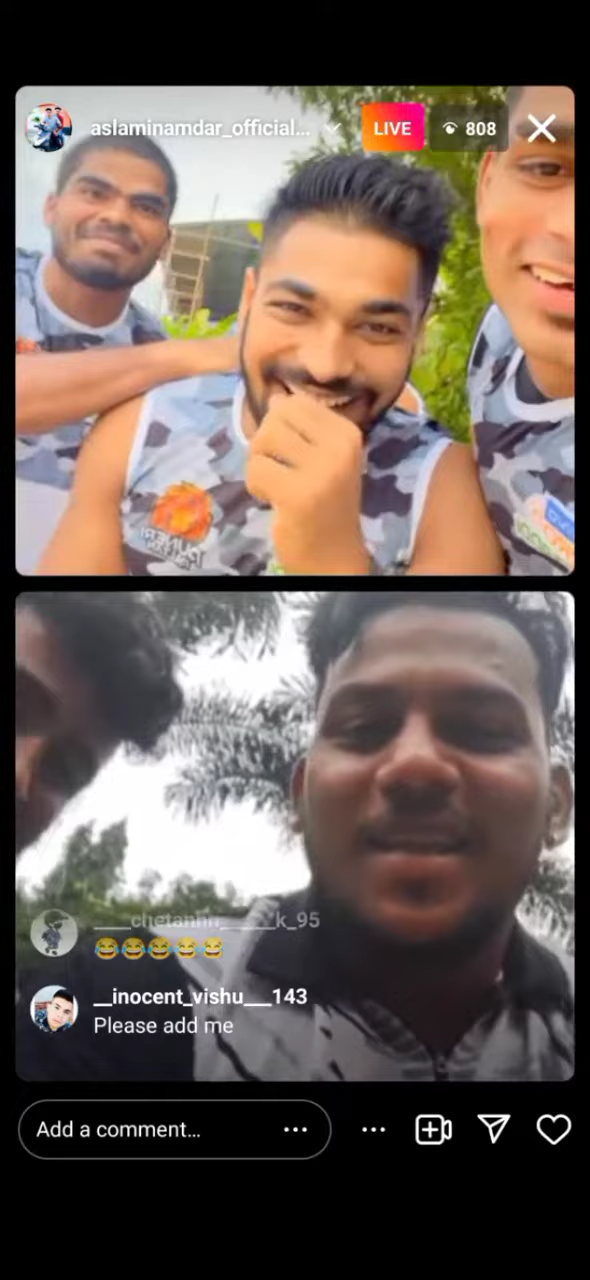 aslaminamdar_official...
LIVE
808
😂😂😂😂😂
__inocent_vishu___143
Please add me
Add a comment...